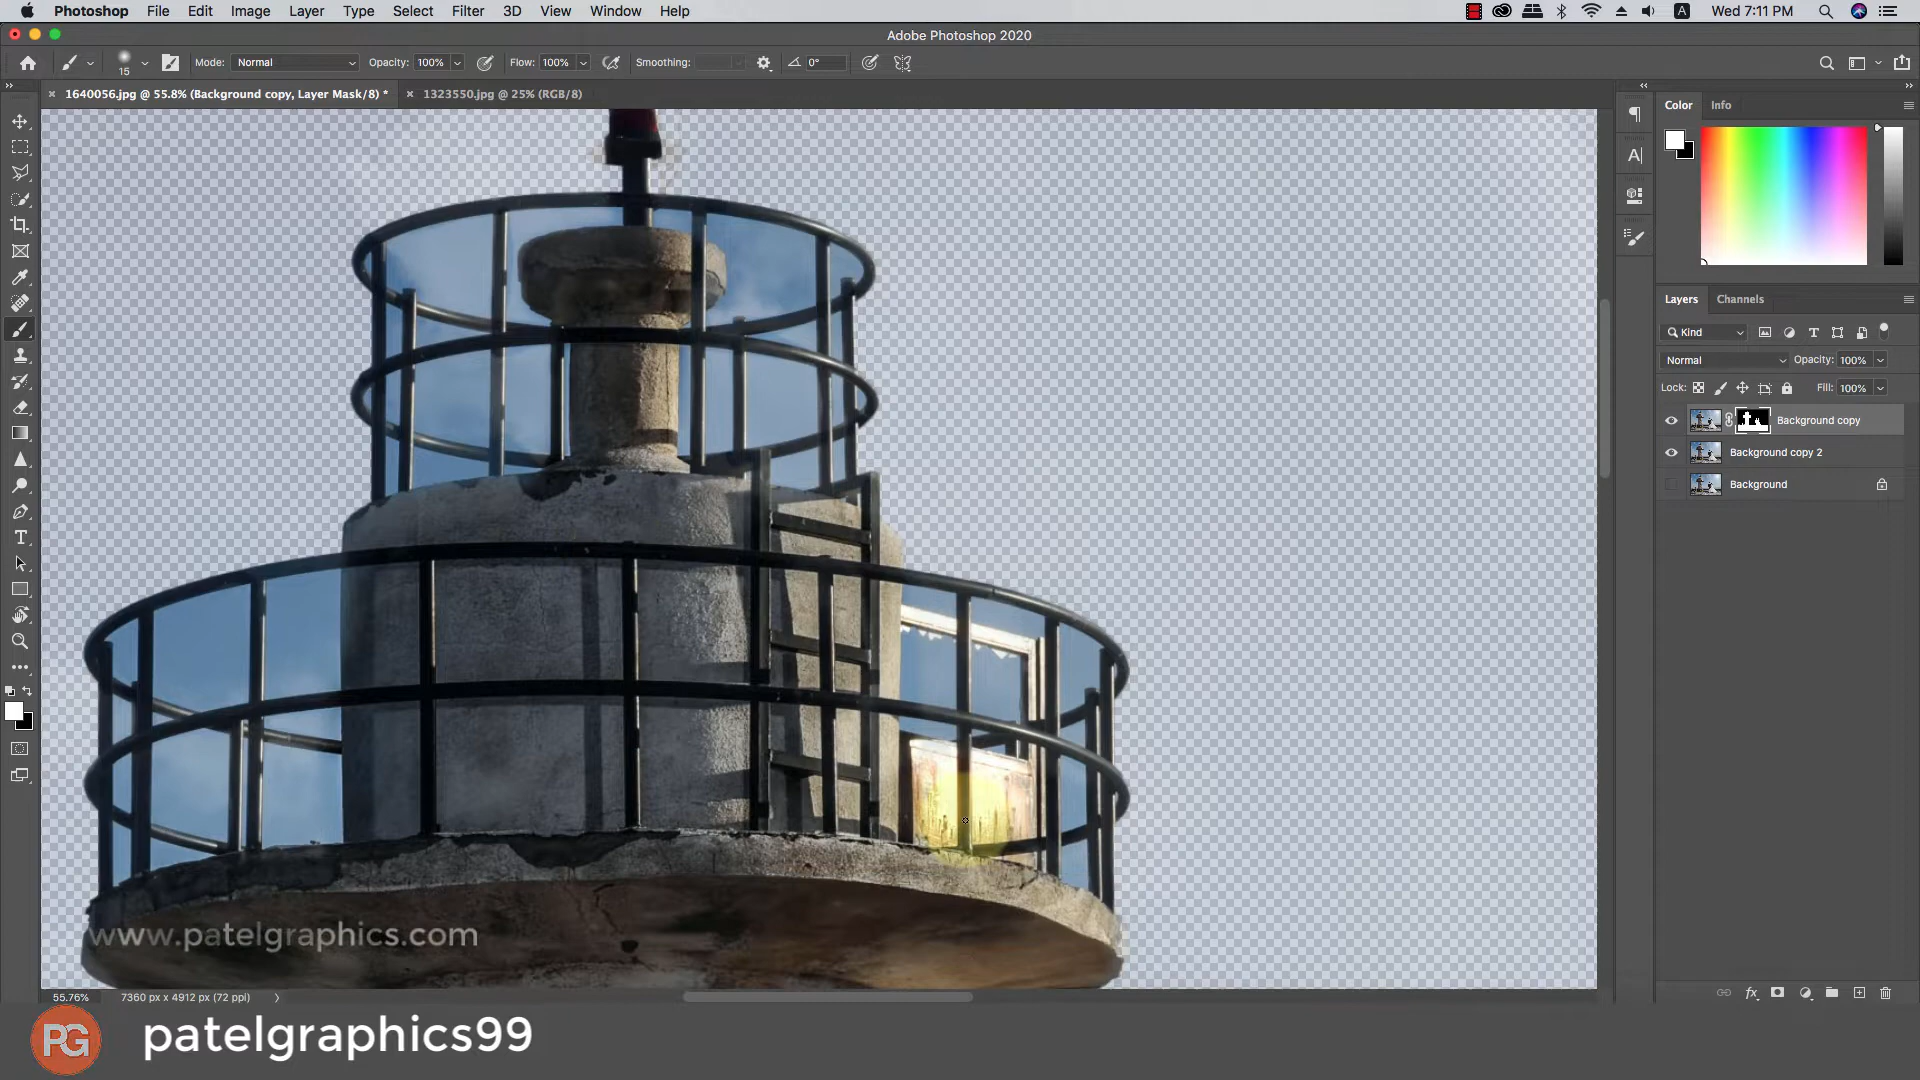 Photoshop File Edit Image Layer Type Select Filter 3D View Window Help A Wed 7:11 PM
Adobe Photoshop 2020
15 Mode: Normal Opacity: 100% Flow: 100% Smoothing: 0°
1640056.jpg @ 55.8% (Background copy, Layer Mask/8) * 1323550.jpg @ 25% (RGB/8)
Color Info
Layers Channels
Kind
Normal Opacity: 100%
Lock: Fill: 100%
Background copy
Background copy 2
Background
www.patelgraphics.com
55.76% 7360 px x 4912 px (72 ppi)
PG patelgraphics99